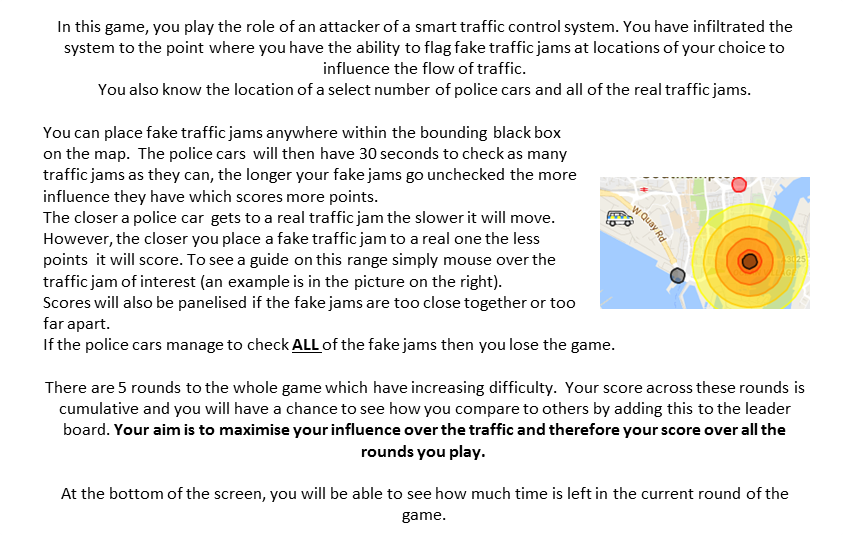 In this game, you play the role of an attacker of a smart traffic control system. You have infiltrated the
system to the point where you have the ability to flag fake traffic jams at locations of your choice to
influence the flow of traffic.
You also know the location of a select number of police cars and all of the real traffic jams.
You can place fake traffic jams anywhere within the bounding black box
on the map. The police cars will then have 30 seconds to check as many
traffic jams as they can, the longer your fake jams go unchecked the more
influence they have which scores more points.
The closer a police car gets to a real traffic jam the slower it will move.
However, the closer you place a fake traffic jam to a real one the less
points it will score. To see a guide on this range simply mouse over the
traffic jam of interest (an example is in the picture on the right).
Scores will also be panelised if the fake jams are too close together or too
far apart.
If the police cars manage to check ALL of the fake jams then you lose the game.
W Quay Rd
There are 5 rounds to the whole game which have increasing difficulty. Your score across these rounds is
cumulative and you will have a chance to see how you compare to others by adding this to the leader
board. Your aim is to maximise your influence over the traffic and therefore your score over all the
rounds you play.
At the bottom of the screen, you will be able to see how much time is left in the current round of the
game.